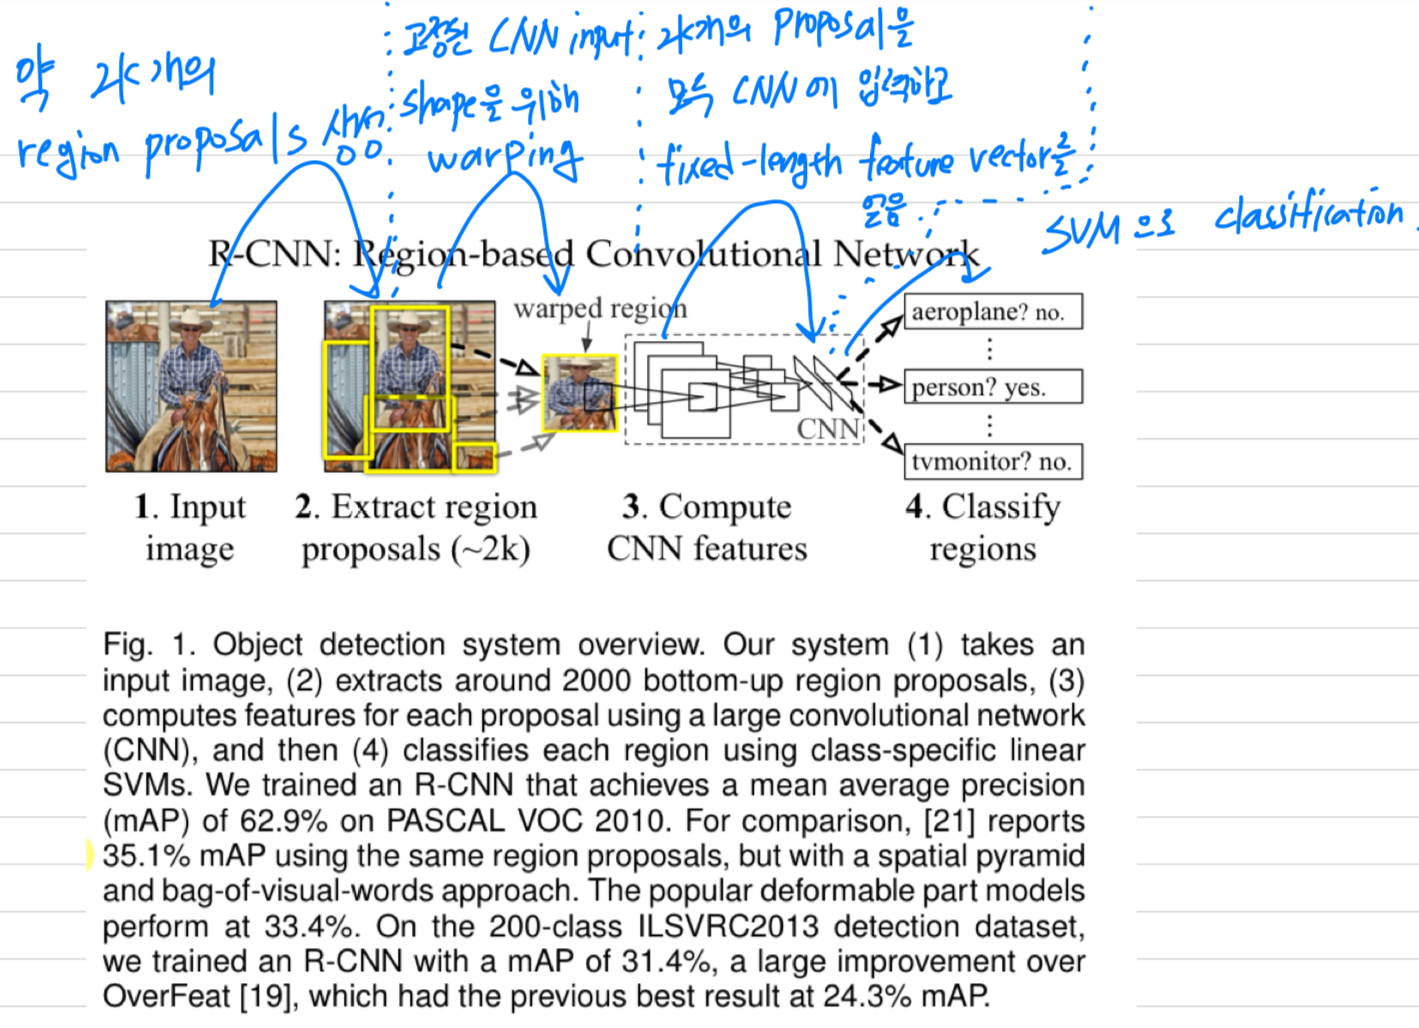 약 2k개의
region proposals 생성
고정된 CNN input
shape을 위해
warping
2k개의 Proposal을
모두 CNN에 입력하고
fixed-length feature vector를
얻음.
SVM으로 classification.
R-CNN: Region-based Convolutional Network
warped region
aeroplane? no.
person? yes.
CNN
tvmonitor? no.
1. Input
image
2. Extract region
proposals (~2k)
3. Compute
CNN features
4. Classify
regions
Fig. 1. Object detection system overview. Our system (1) takes an
input image, (2) extracts around 2000 bottom-up region proposals, (3)
computes features for each proposal using a large convolutional network
(CNN), and then (4) classifies each region using class-specific linear
SVMs. We trained an R-CNN that achieves a mean average precision
(mAP) of 62.9% on PASCAL VOC 2010. For comparison, [21] reports
35.1% mAP using the same region proposals, but with a spatial pyramid
and bag-of-visual-words approach. The popular deformable part models
perform at 33.4%. On the 200-class ILSVRC2013 detection dataset,
we trained an R-CNN with a mAP of 31.4%, a large improvement over
OverFeat [19], which had the previous best result at 24.3% mAP.